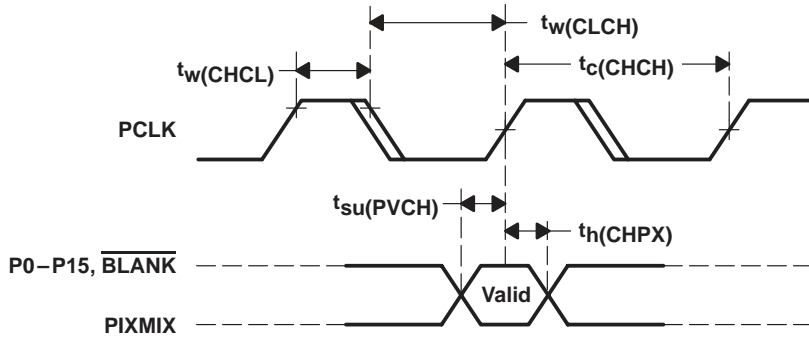 tw(CLCH)
tw(CHCL)
tc(CHCH)
PCLK
tsu(PVCH)
th(CHPX)
P0–P15, BLANK
Valid
PIXMIX